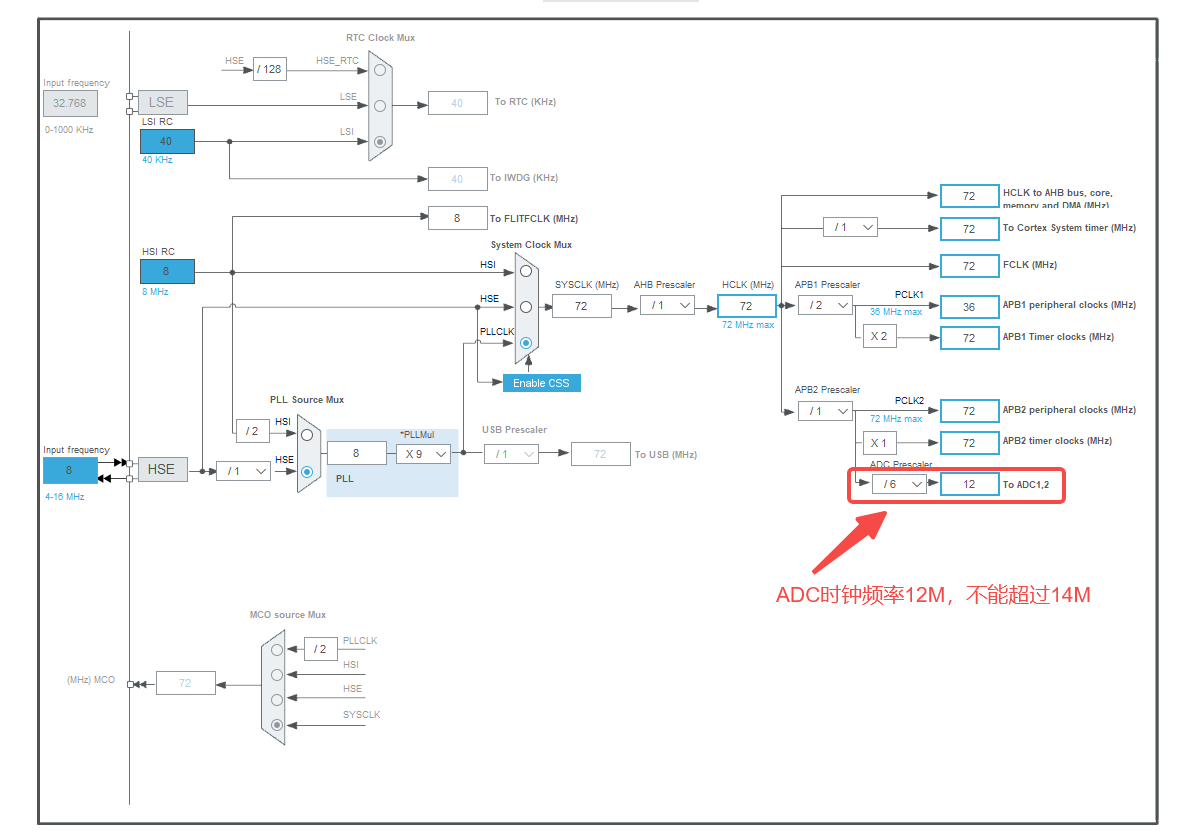 RTC Clock Mux
HSE
/ 128
HSE_RTC
Input frequency
32.768
0-1000 KHz
LSE
LSE
40
To RTC (KHz)
LSI RC
40
40 KHz
LSI
40
To IWDG (KHz)
8
To FLITFCLK (MHz)
HSI RC
8
8 MHz
System Clock Mux
HSI
HSE
PLLCLK
SYSCLK (MHz)
72
AHB Prescaler
/ 1
HCLK (MHz)
72
72 MHz max
Enable CSS
72
HCLK to AHB bus, core,
memory and DMA (MHz)
/ 1
72
To Cortex System timer (MHz)
72
FCLK (MHz)
APB1 Prescaler
/ 2
PCLK1
36 MHz max
36
APB1 peripheral clocks (MHz)
X 2
72
APB1 Timer clocks (MHz)
APB2 Prescaler
/ 1
PCLK2
72 MHz max
72
APB2 peripheral clocks (MHz)
X 1
72
APB2 timer clocks (MHz)
ADC Prescaler
/ 6
12
To ADC1,2
ADC时钟频率12M，不能超过14M
PLL Source Mux
/ 2
HSI
Input frequency
8
4-16 MHz
HSE
/ 1
HSE
8
*PLLMul
X 9
PLL
USB Prescaler
/ 1
72
To USB (MHz)
MCO source Mux
/ 2
PLLCLK
HSI
HSE
SYSCLK
(MHz) MCO
72